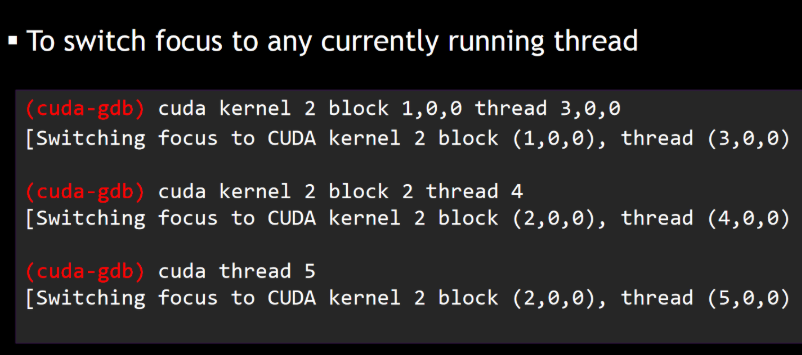 ▪ To switch focus to any currently running thread
(cuda-gdb) cuda kernel 2 block 1,0,0 thread 3,0,0
[Switching focus to CUDA kernel 2 block (1,0,0), thread (3,0,0)
(cuda-gdb) cuda kernel 2 block 2 thread 4
[Switching focus to CUDA kernel 2 block (2,0,0), thread (4,0,0)
(cuda-gdb) cuda thread 5
[Switching focus to CUDA kernel 2 block (2,0,0), thread (5,0,0)